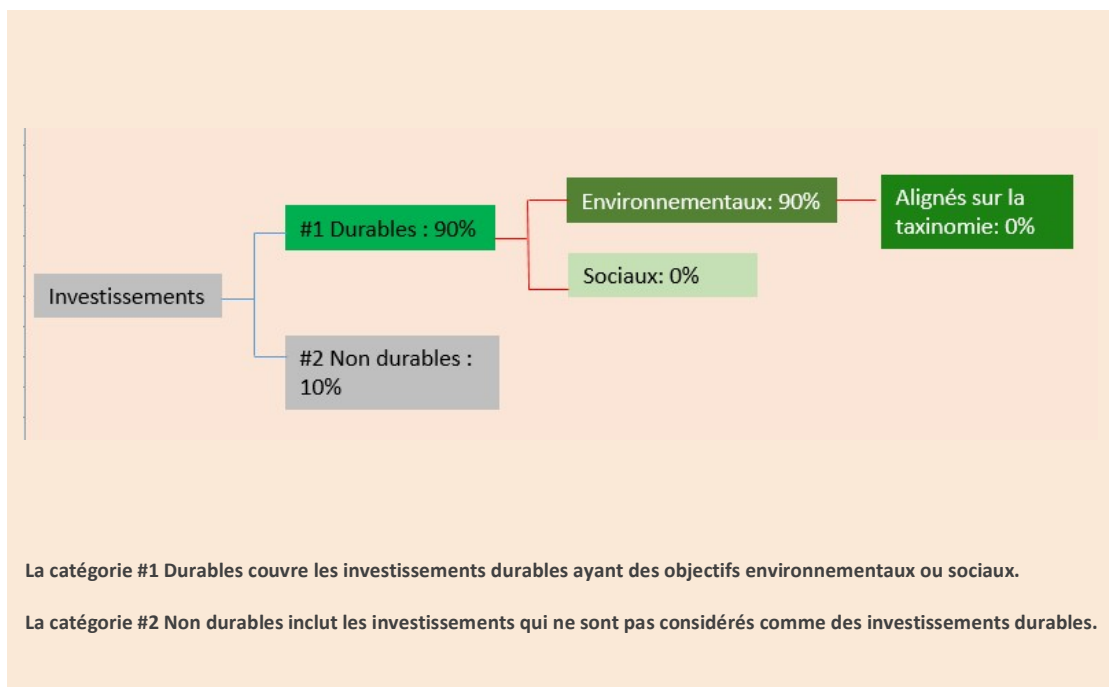 Environnementaux: 90%
Alignés sur la
taxinomie: 0%
#1 Durables : 90%
Sociaux: 0%
Investissements
#2 Non durables :
10%
La catégorie #1 Durables couvre les investissements durables ayant des objectifs environnementaux ou sociaux.
La catégorie #2 Non durables inclut les investissements qui ne sont pas considérés comme des investissements durables.